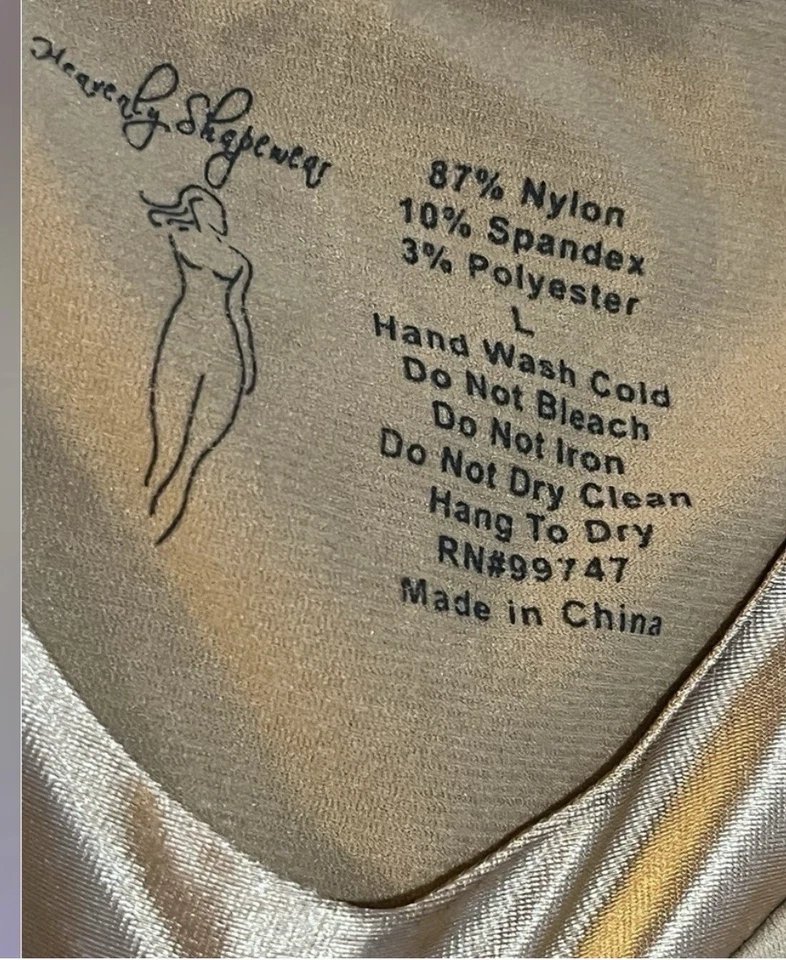 Heavenly Shapewear
87% Nylon
10% Spandex
3% Polyester
L
Hand Wash Cold
Do Not Bleach
Do Not Iron
Do Not Dry Clean
Hang To Dry
RN#99747
Made in China